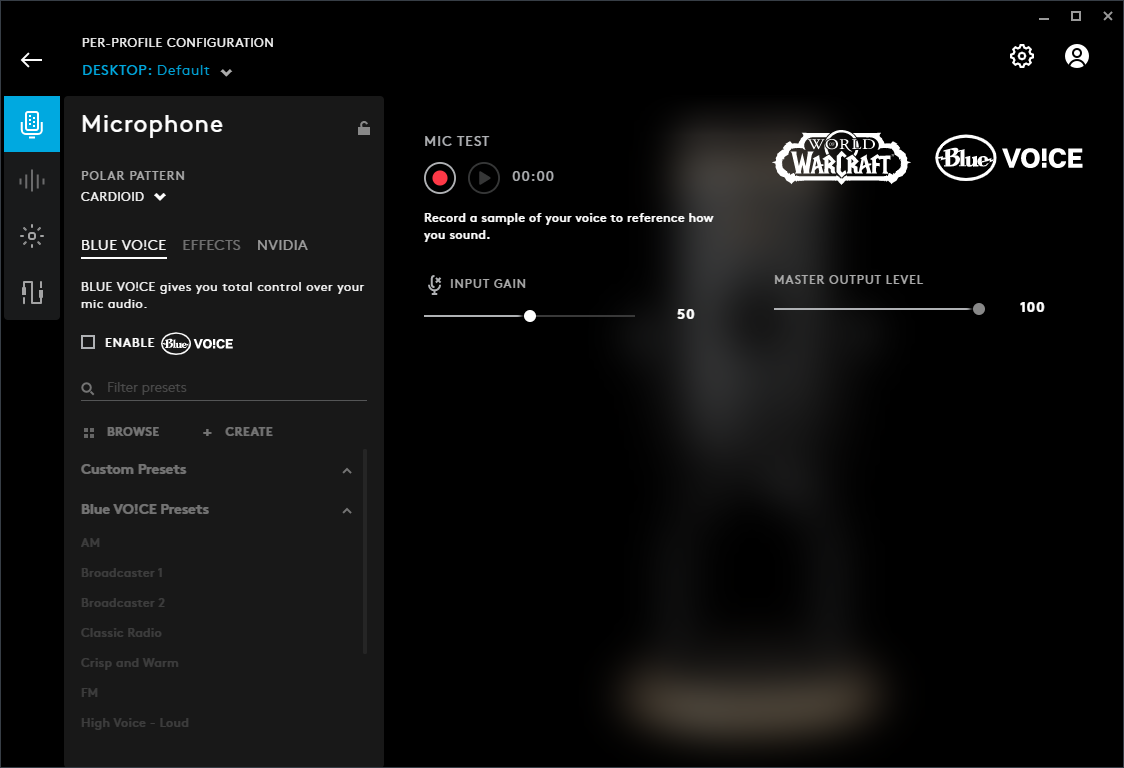 PER-PROFILE CONFIGURATION
DESKTOP: Default
Microphone
POLAR PATTERN
CARDIOID
BLUE VO!CE EFFECTS NVIDIA
BLUE VO!CE gives you total control over your
mic audio.
ENABLE Blue VO!CE
Filter presets
BROWSE + CREATE
Custom Presets
Blue VO!CE Presets
AM
Broadcaster 1
Broadcaster 2
Classic Radio
Crisp and Warm
FM
High Voice - Loud
MIC TEST
00:00
Record a sample of your voice to reference how
you sound.
WORLD OF
WARCRAFT
Blue VO!CE
INPUT GAIN
50
MASTER OUTPUT LEVEL
100